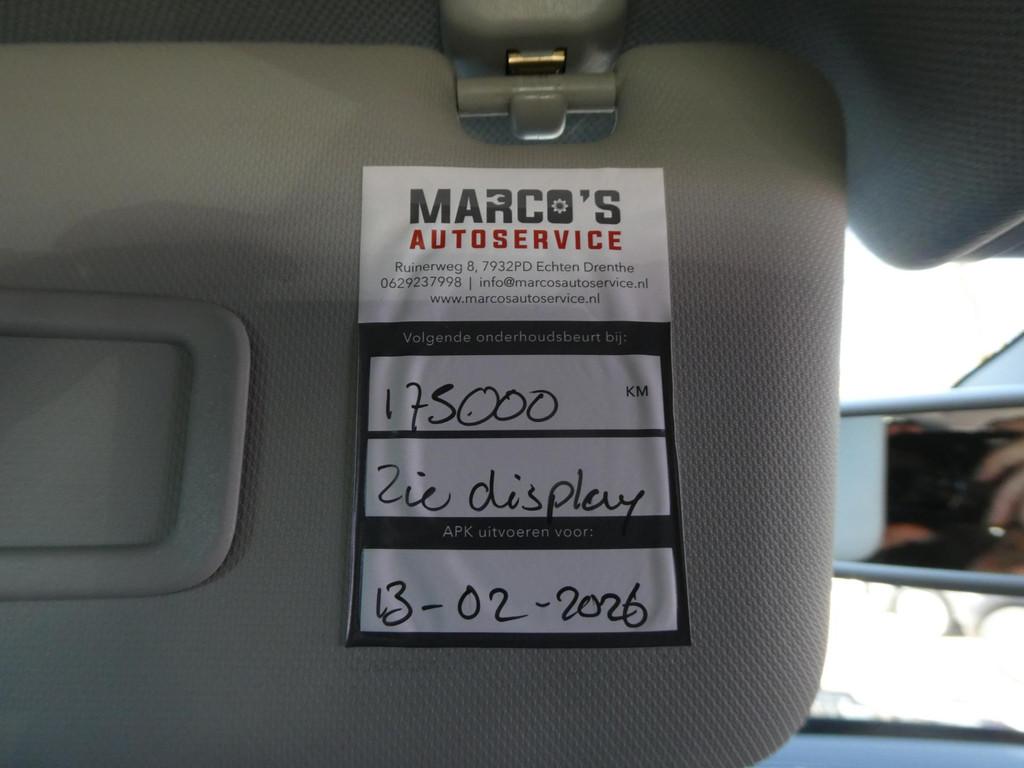 MARCO'S
AUTOSERVICE
Ruinerweg 8, 7932PD Echten Drenthe
0629237998 | info@marcosautoservice.nl
www.marcosautoservice.nl
Volgende onderhoudsbeurt bij:
175000 KM
Zie display
APK uitvoeren voor:
13-02-2026